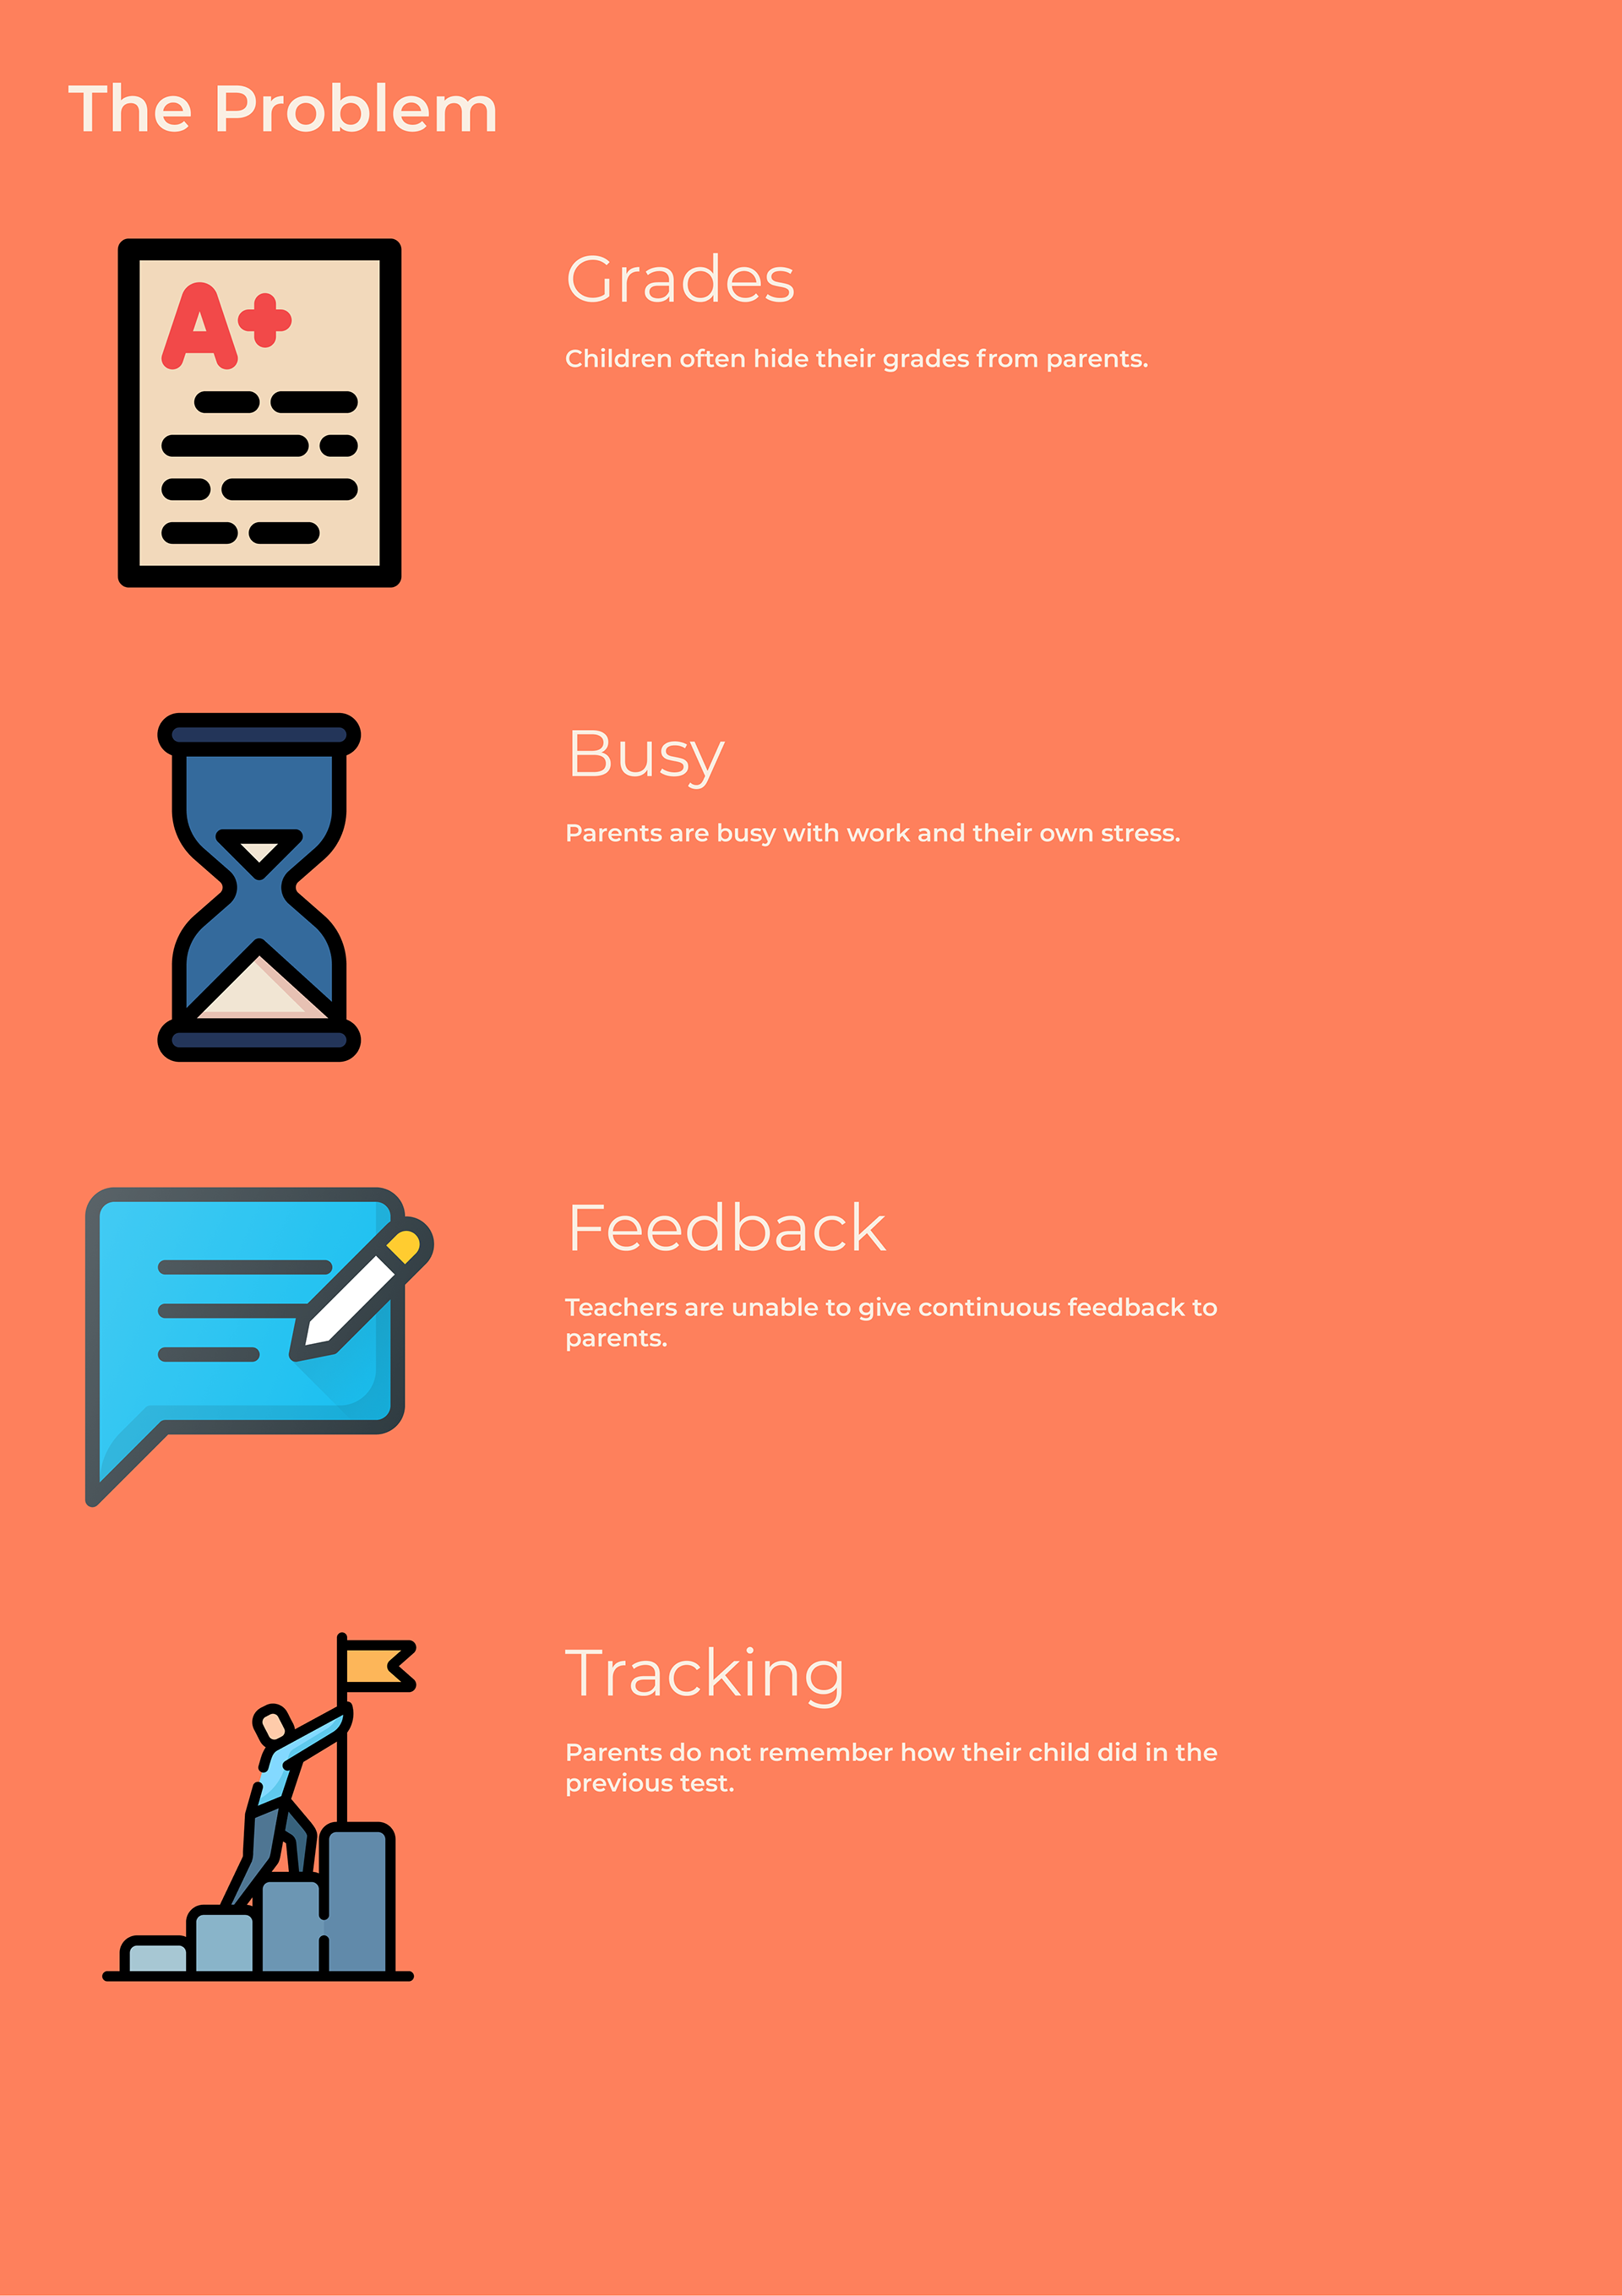 The Problem
A+
Grades
Children often hide their grades from parents.
Busy
Parents are busy with work and their own stress.
Feedback
Teachers are unable to give continuous feedback to
parents.
Tracking
Parents do not remember how their child did in the
previous test.